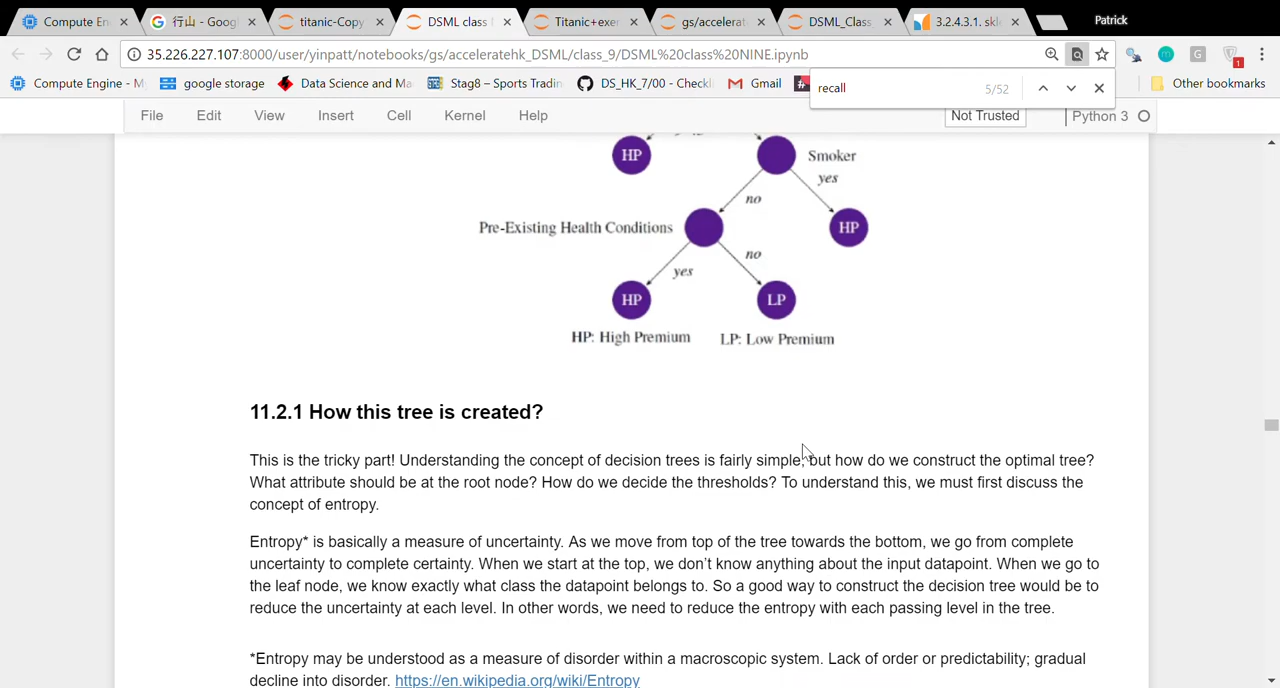 Compute En
行山 - Goog
titanic-Copy
DSML class
Titanic+exer
gs/accelerat
DSML_Class
3.2.4.3.1. skl
Patrick
35.226.227.107:8000/user/yinpatt/notebooks/gs/acceleratehk_DSML/class_9/DSML%20class%20NINE.ipynb
1
Compute Engine - M
google storage
Data Science and Ma
Stag8 – Sports Tradin
DS_HK_7/00 - Checkl
Gmail
Other bookmarks
recall
5/52
File
Edit
View
Insert
Cell
Kernel
Help
Not Trusted
Python 3
HP
Smoker
yes
no
Pre-Existing Health Conditions
HP
no
yes
HP
LP
HP: High Premium
LP: Low Premium
11.2.1 How this tree is created?
This is the tricky part! Understanding the concept of decision trees is fairly simple, but how do we construct the optimal tree?
What attribute should be at the root node? How do we decide the thresholds? To understand this, we must first discuss the
concept of entropy.
Entropy* is basically a measure of uncertainty. As we move from top of the tree towards the bottom, we go from complete
uncertainty to complete certainty. When we start at the top, we don't know anything about the input datapoint. When we go to
the leaf node, we know exactly what class the datapoint belongs to. So a good way to construct the decision tree would be to
reduce the uncertainty at each level. In other words, we need to reduce the entropy with each passing level in the tree.
*Entropy may be understood as a measure of disorder within a macroscopic system. Lack of order or predictability; gradual
decline into disorder. https://en.wikipedia.org/wiki/Entropy